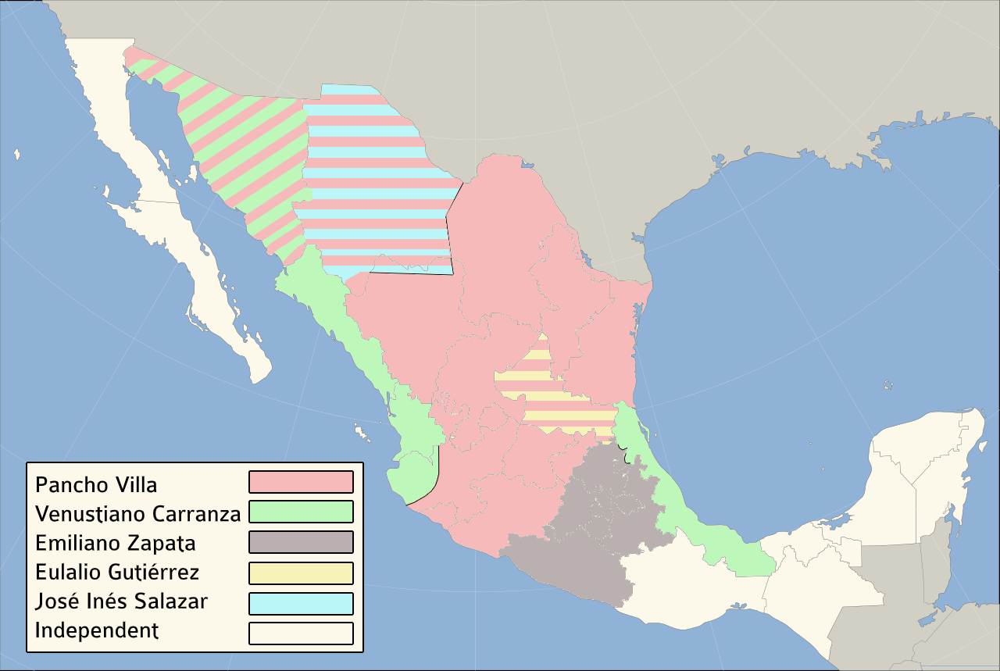 Pancho Villa
Venustiano Carranza
Emiliano Zapata
Eulalio Gutiérrez
José Inés Salazar
Independent